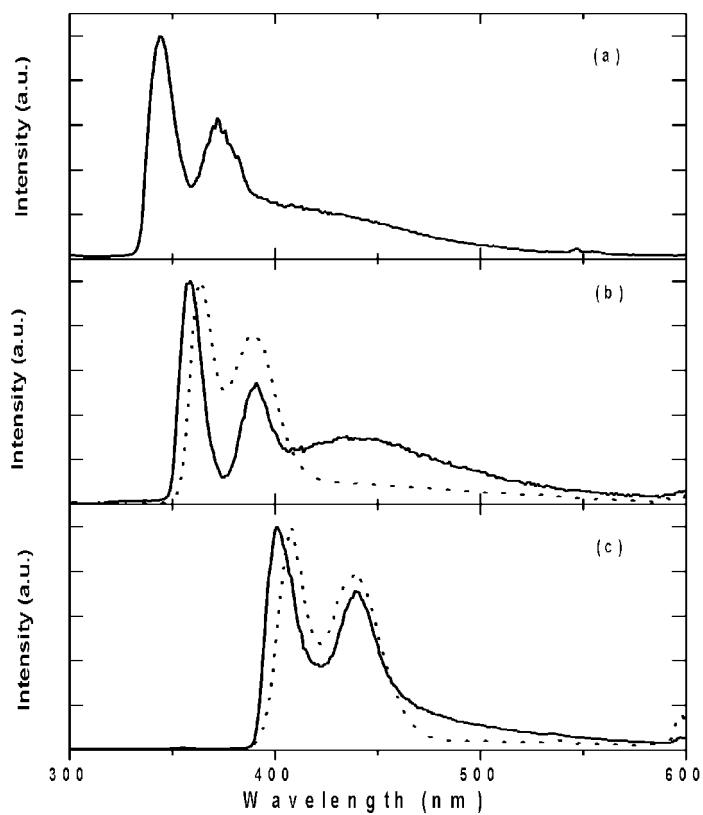 Intensity (a.u.)
(a)
Intensity (a.u.)
(b)
Intensity (a.u.)
(c)
300 400 500 600
Wavelength (nm)